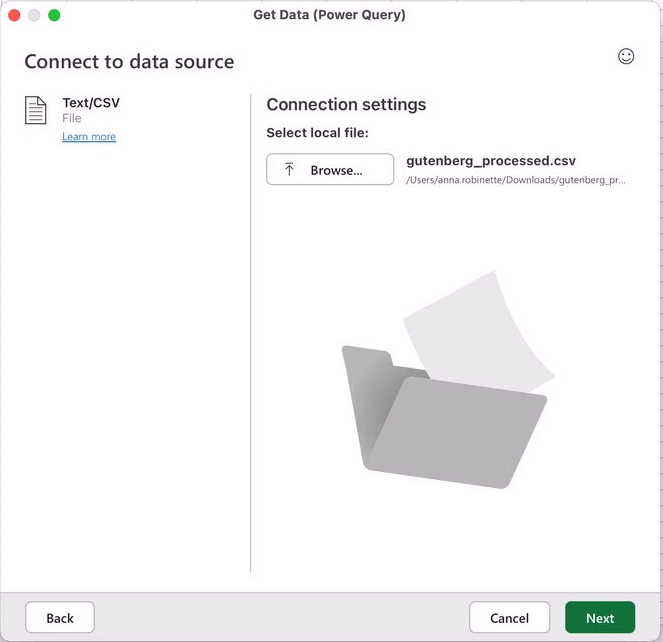 Get Data (Power Query)
Connect to data source
Text/CSV
File
Learn more
Connection settings
Select local file:
Browse...
gutenberg_processed.csv
/Users/anna.robinette/Downloads/gutenberg_pr...
Back
Cancel
Next